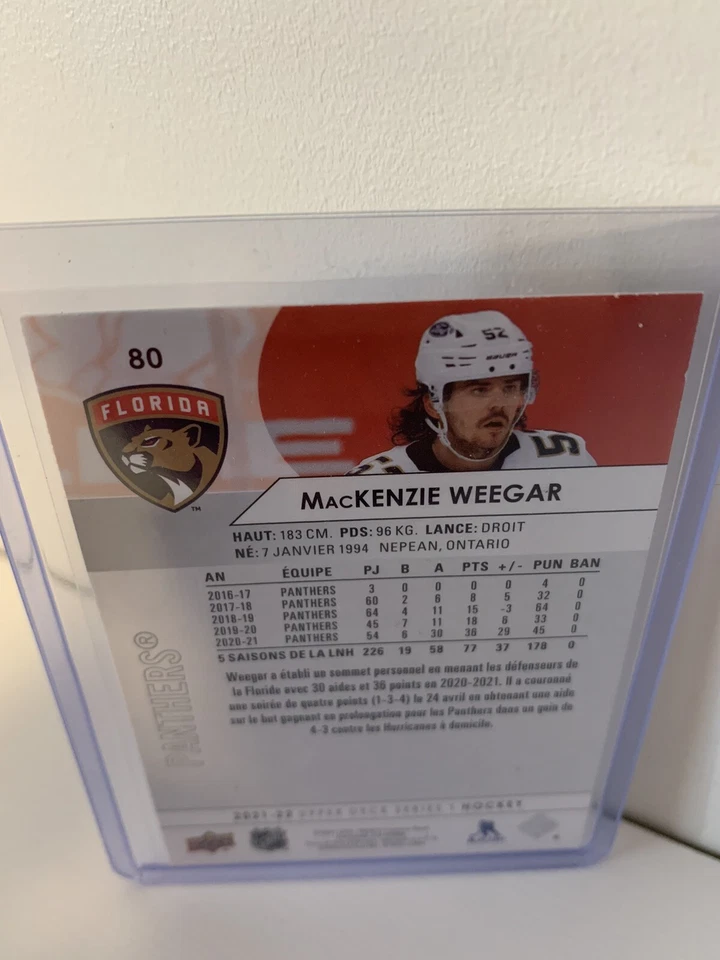 80
FLORIDA
TM
52
BAUER
52
MACKENZIE WEEGAR
HAUT: 183 CM. PDS: 96 KG. LANCE: DROIT
NÉ: 7 JANVIER 1994 NEPEAN, ONTARIO
AN ÉQUIPE PJ B A PTS +/- PUN BAN
2016-17 PANTHERS 3 0 0 0 0 4 0
2017-18 PANTHERS 60 2 6 8 5 32 0
2018-19 PANTHERS 64 4 11 15 -3 64 0
2019-20 PANTHERS 45 7 11 18 6 33 0
2020-21 PANTHERS 54 6 30 36 29 45 0
5 SAISONS DE LA LNH 226 19 58 77 37 178 0
Weegar a établi un sommet personnel en menant les défenseurs de
la Floride avec 30 aides et 36 points en 2020-2021. Il a couronné
une soirée de quatre points (1-3-4) le 24 avril en obtenant une aide
sur le but gagnant en prolongation pour les Panthers dans un gain de
4-3 contre les Hurricanes à domicile.
PANTHERS®
2021-22 UPPER DECK SERIES 1 HOCKEY